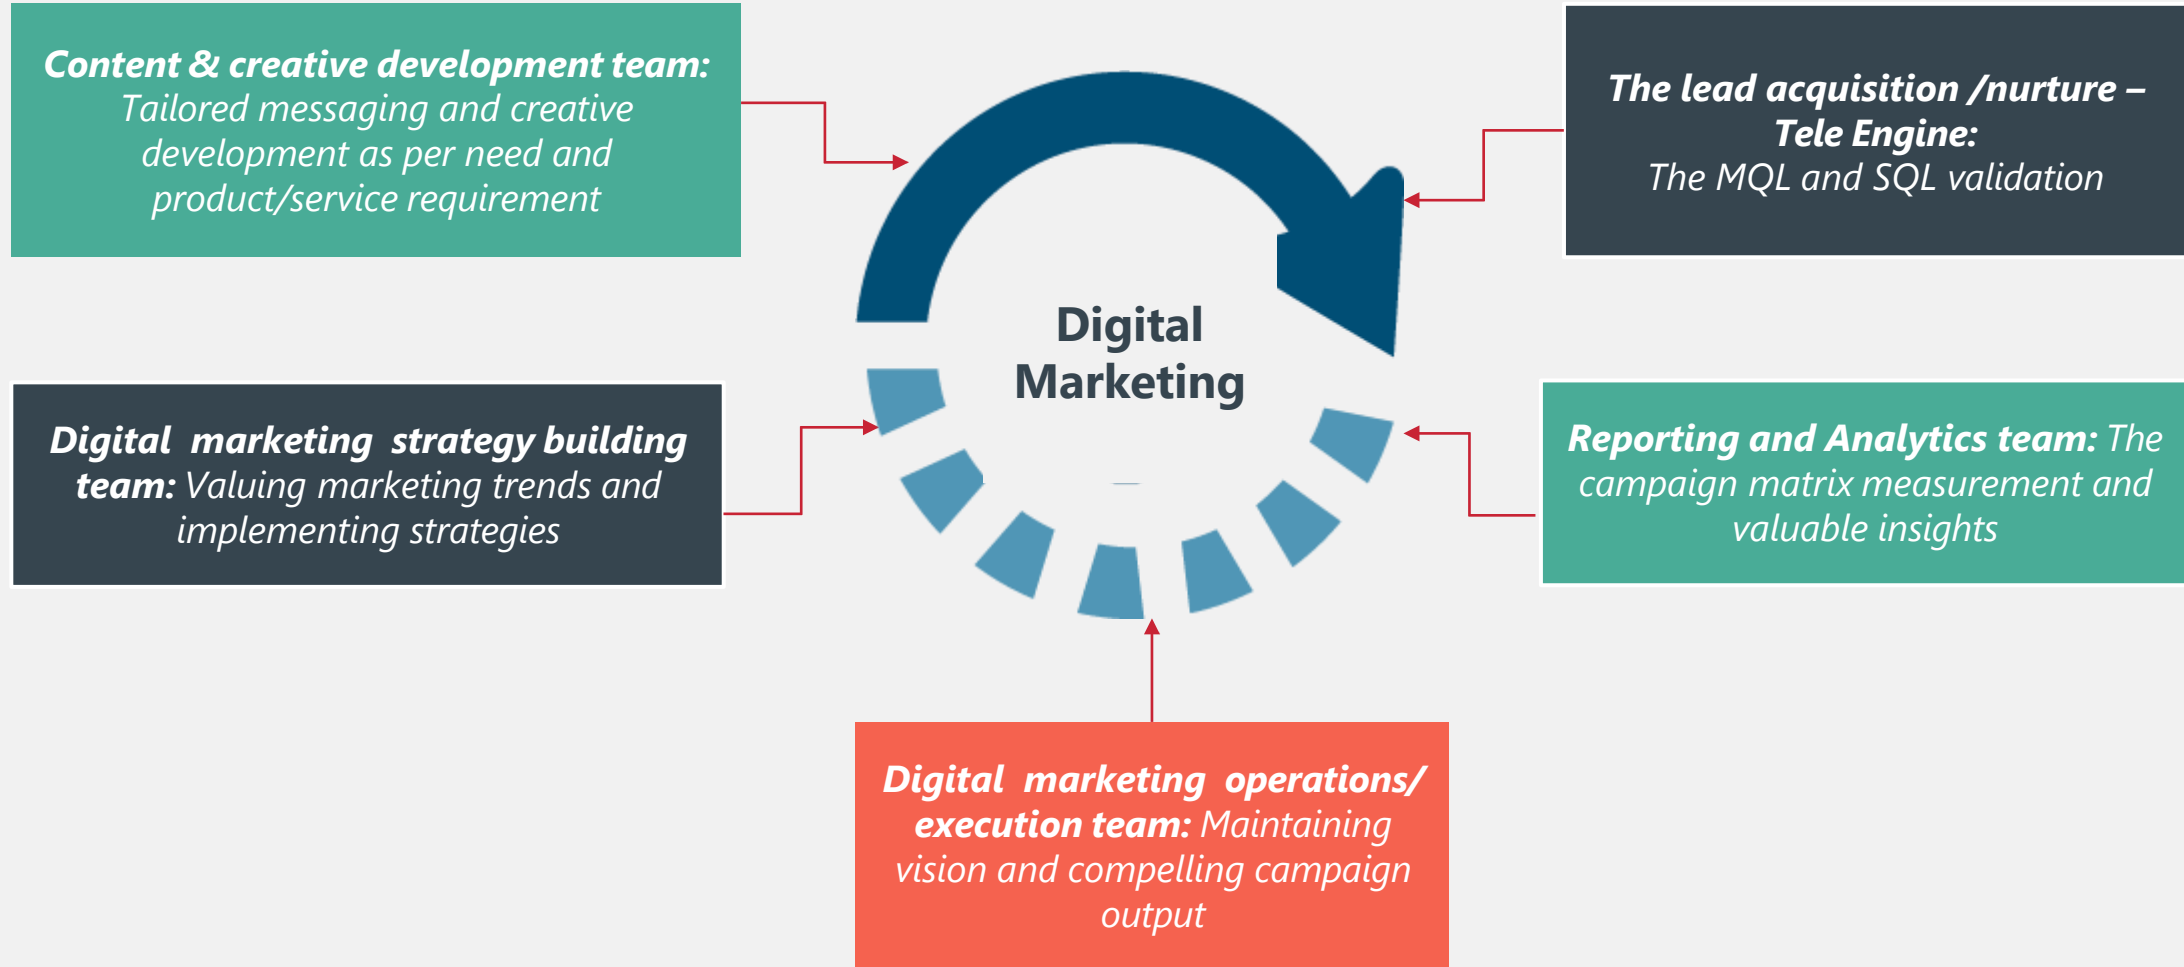 Content & creative development team:
Tailored messaging and creative
development as per need and
product/service requirement
The lead acquisition /nurture –
Tele Engine:
The MQL and SQL validation
Digital
Marketing
Digital marketing strategy building
team: Valuing marketing trends and
implementing strategies
Reporting and Analytics team: The
campaign matrix measurement and
valuable insights
Digital marketing operations/
execution team: Maintaining
vision and compelling campaign
output